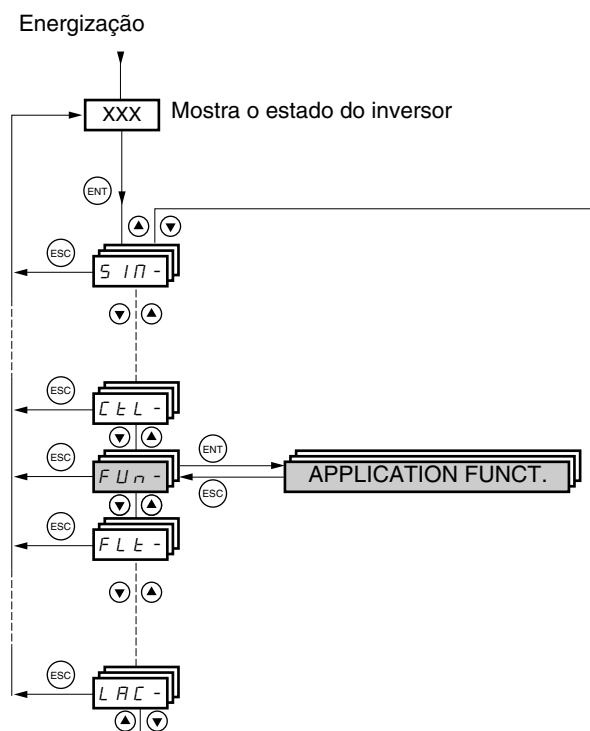 Energização
XXX Mostra o estado do inversor
ENT
ESC
SIM-
ESC
CtL-
ESC
ENT
FUn-
APPLICATION FUNCT.
ESC
ESC
FLt-
ESC
LAC-